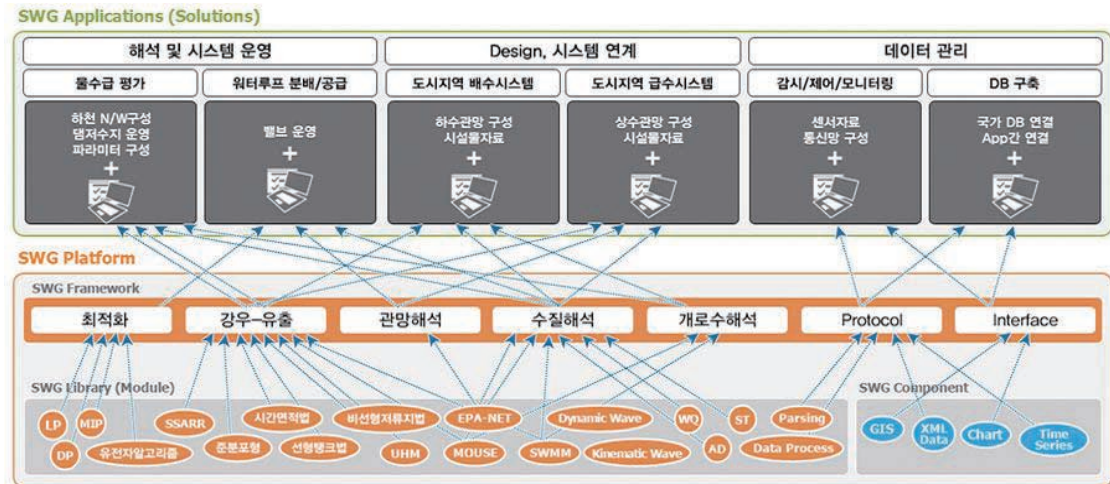 SWG Applications (Solutions)
해석 및 시스템 운영
Design, 시스템 연계
데이터 관리
물수급 평가
워터루프 분배/공급
도시지역 배수시스템
도시지역 급수시스템
감시/제어/모니터링
DB 구축
하천 N/W구성
댐저수지 운영
파라미터 구성
+
밸브 운영
+
하수관망 구성
시설물자료
+
상수관망 구성
시설물자료
+
센서자료
통신망 구성
+
국가 DB 연결
App간 연결
+
SWG Platform
SWG Framework
최적화
강우-유출
관망해석
수질해석
개로수해석
Protocol
Interface
SWG Library (Module)
LP
MIP
SSARR
시간면적법
비선형저류지법
EPA-NET
Dynamic Wave
WQ
ST
Parsing
DP
유전자알고리즘
준분포형
선형탱크법
UHM
MOUSE
SWMM
Kinematic Wave
AD
Data Process
SWG Component
GIS
XML
Data
Chart
Time
Series